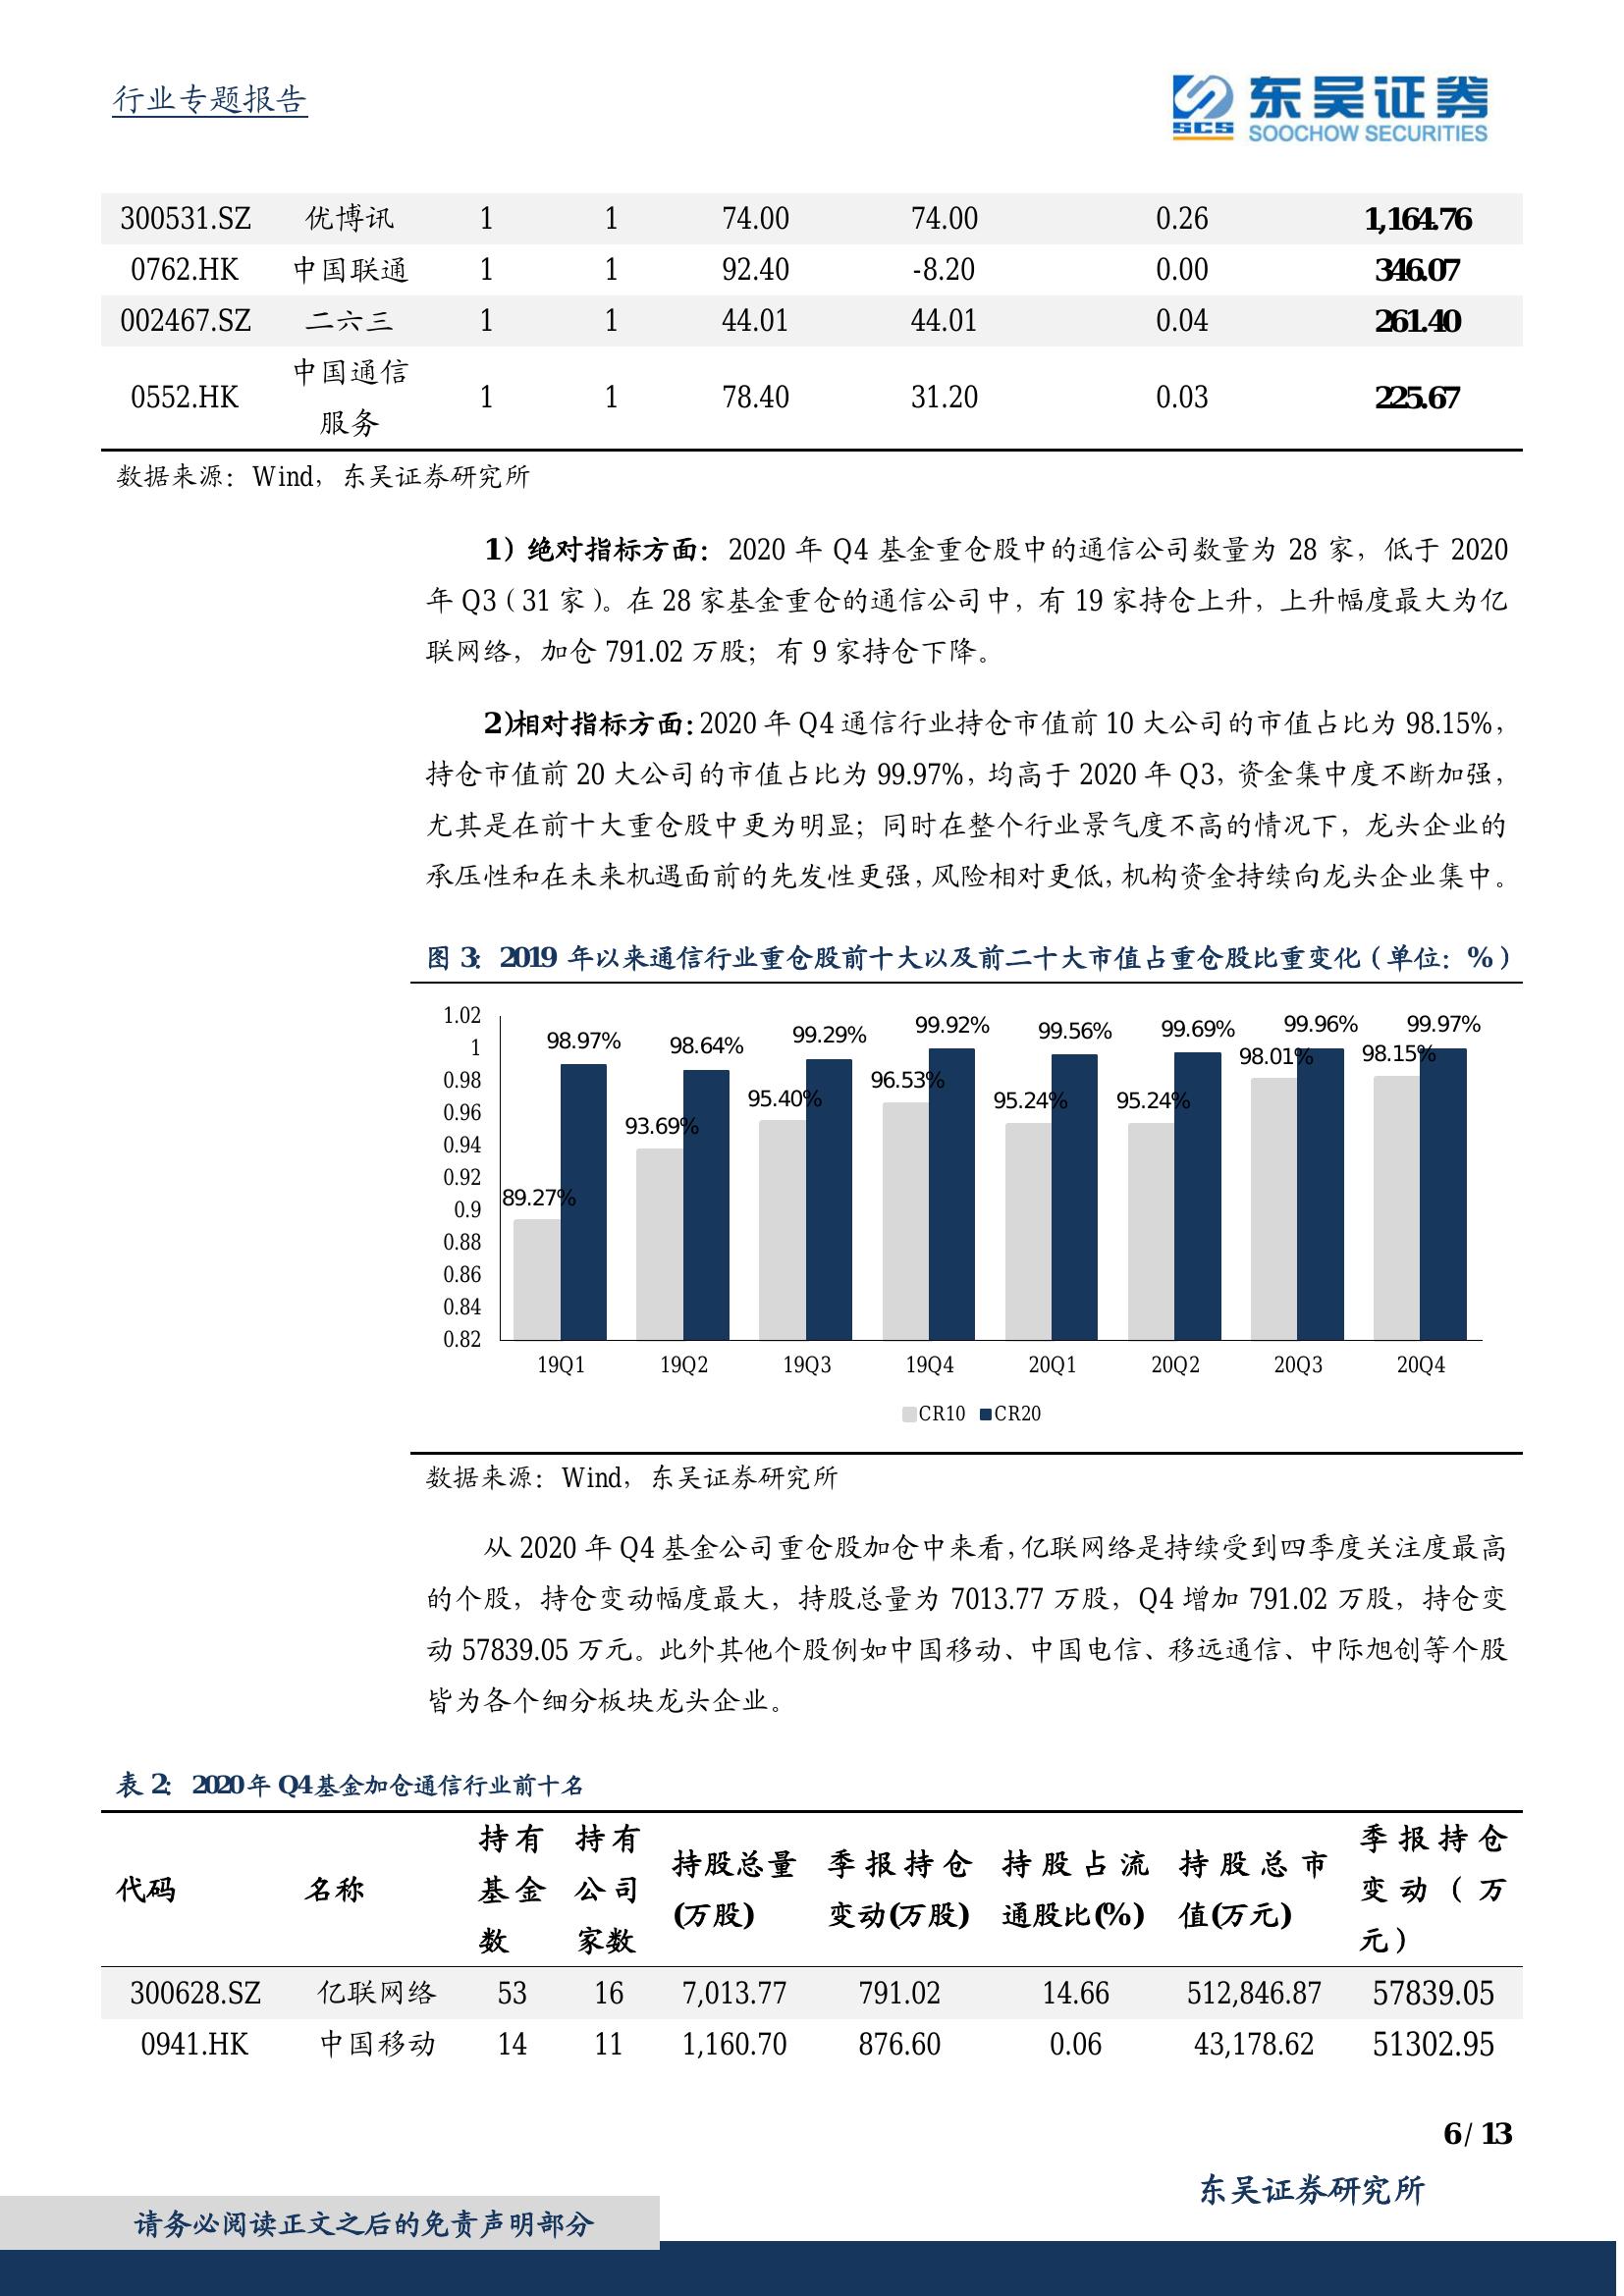 行业专题报告
东吴证券
SCS
SOOCHOW SECURITIES
300531.SZ 优博讯 1 1 74.00 74.00 0.26 1,164.76
0762.HK 中国联通 1 1 92.40 -8.20 0.00 346.07
002467.SZ 二六三 1 1 44.01 44.01 0.04 261.40
中国通信
0552.HK 1 1 78.40 31.20 0.03 225.67
服务
数据来源：Wind，东吴证券研究所
1）绝对指标方面：2020 年 Q4 基金重仓股中的通信公司数量为 28 家，低于 2020
年 Q3（31 家）。在 28 家基金重仓的通信公司中，有 19 家持仓上升，上升幅度最大为亿
联网络，加仓 791.02 万股；有 9 家持仓下降。
2)相对指标方面：2020 年 Q4 通信行业持仓市值前 10 大公司的市值占比为 98.15%，
持仓市值前 20 大公司的市值占比为 99.97%，均高于 2020 年 Q3，资金集中度不断加强，
尤其是在前十大重仓股中更为明显；同时在整个行业景气度不高的情况下，龙头企业的
承压性和在未来机遇面前的先发性更强，风险相对更低，机构资金持续向龙头企业集中。
图 3：2019 年以来通信行业重仓股前十大以及前二十大市值占重仓股比重变化（单位：%）
1.02
1
0.98
0.96
0.94
0.92
0.9
0.88
0.86
0.84
0.82
89.27% 98.97% 93.69% 98.64% 95.40% 99.29% 96.53% 99.92% 95.24% 99.56% 95.24% 99.69% 98.01% 99.96% 98.15% 99.97%
19Q1 19Q2 19Q3 19Q4 20Q1 20Q2 20Q3 20Q4
CR10 CR20
数据来源：Wind，东吴证券研究所
从 2020 年 Q4 基金公司重仓股加仓中来看，亿联网络是持续受到四季度关注度最高
的个股，持仓变动幅度最大，持股总量为 7013.77 万股，Q4 增加 791.02 万股，持仓变
动 57839.05 万元。此外其他个股例如中国移动、中国电信、移远通信、中际旭创等个股
皆为各个细分板块龙头企业。
表 2：2020 年 Q4 基金加仓通信行业前十名
代码 名称 持有基金数 持有公司家数 持股总量(万股) 季报持仓变动(万股) 持股占流通股比(%) 持股总市值(万元) 季报持仓变动（万元）
300628.SZ 亿联网络 53 16 7,013.77 791.02 14.66 512,846.87 57839.05
0941.HK 中国移动 14 11 1,160.70 876.60 0.06 43,178.62 51302.95
6 / 13
东吴证券研究所
请务必阅读正文之后的免责声明部分